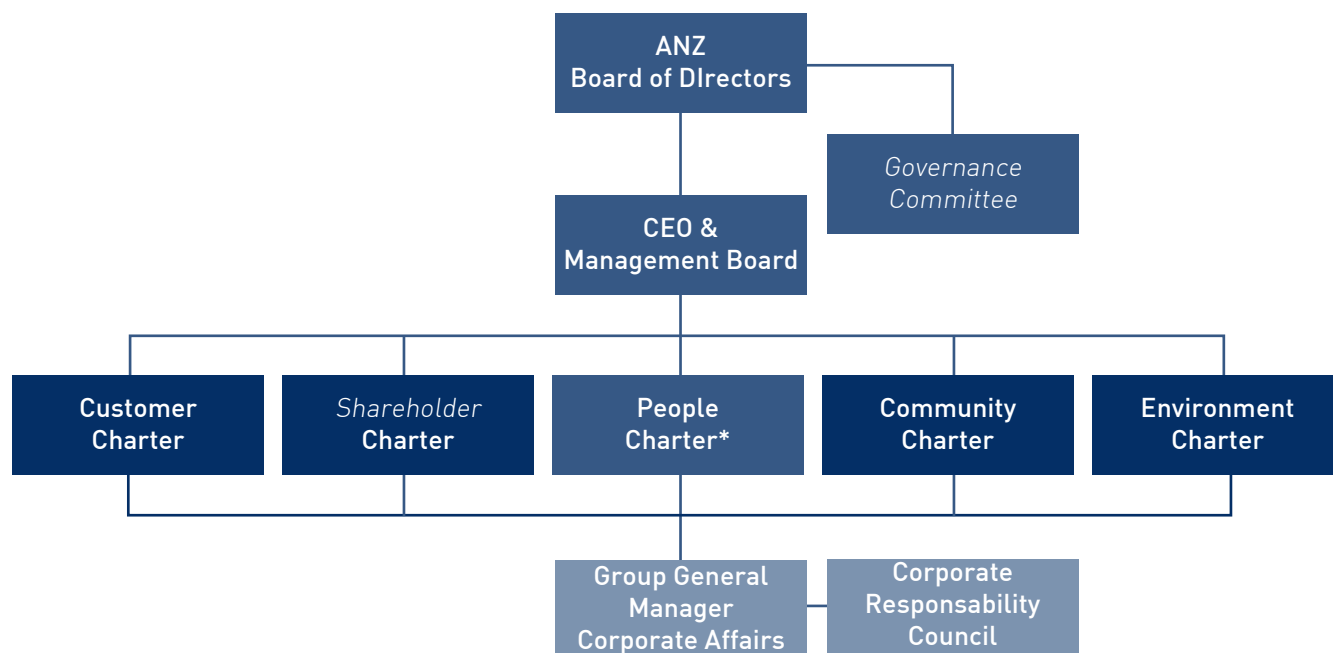 ANZ
Board of DIrectors
Governance
Committee
CEO &
Management Board
Customer
Charter
Shareholder
Charter
People
Charter*
Community
Charter
Environment
Charter
Group General
Manager
Corporate Affairs
Corporate
Responsability
Council